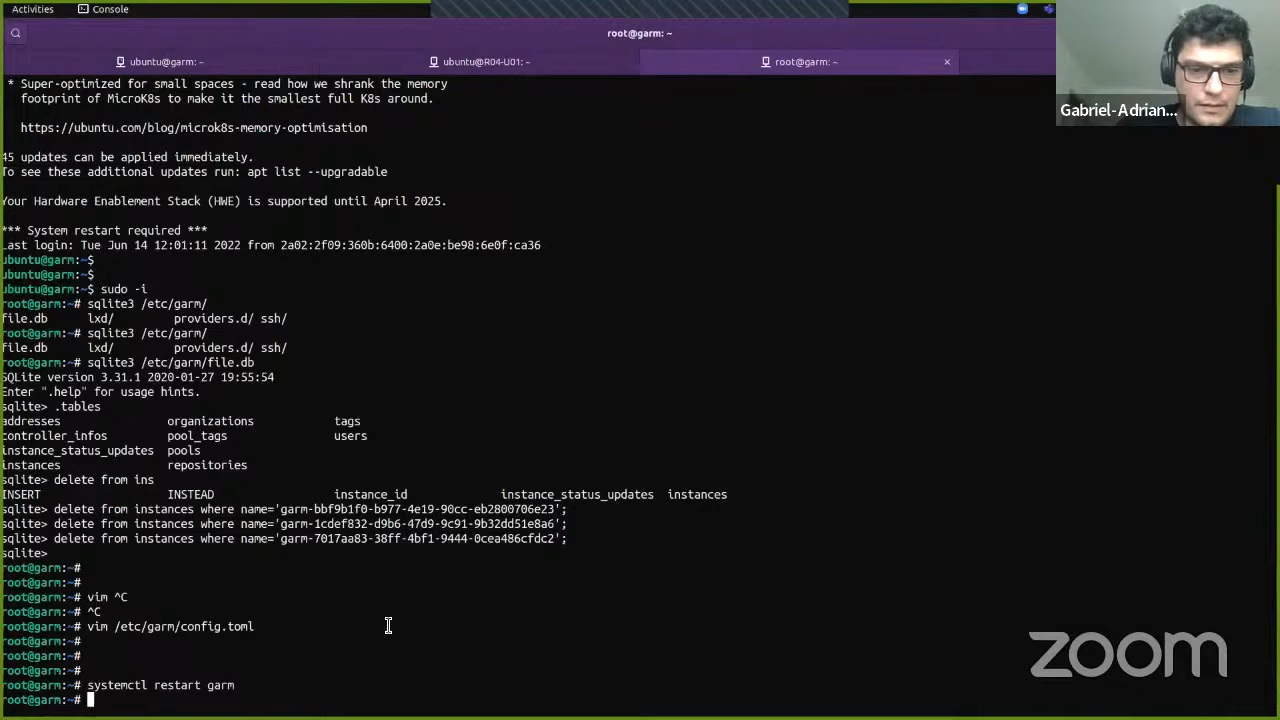 Activities
Console
root@garm: ~
ubuntu@garm: ~
ubuntu@R04-U01: ~
root@garm: ~
Gabriel-Adrian...
* Super-optimized for small spaces - read how we shrank the memory
footprint of MicroK8s to make it the smallest full K8s around.
https://ubuntu.com/blog/microk8s-memory-optimisation
45 updates can be applied immediately.
To see these additional updates run: apt list --upgradable
Your Hardware Enablement Stack (HWE) is supported until April 2025.
*** System restart required ***
Last login: Tue Jun 14 12:01:11 2022 from 2a02:2f09:360b:6400:2a0e:be98:6e0f:ca36
ubuntu@garm:~$
ubuntu@garm:~$
ubuntu@garm:~$ sudo -i
root@garm:~# sqlite3 /etc/garm/
file.db      lxd/         providers.d/ ssh/
root@garm:~# sqlite3 /etc/garm/
file.db      lxd/         providers.d/ ssh/
root@garm:~# sqlite3 /etc/garm/file.db
SQLite version 3.31.1 2020-01-27 19:55:54
Enter ".help" for usage hints.
sqlite> .tables
addresses                organizations            tags
controller_infos         pool_tags                users
instance_status_updates  pools
instances                repositories
sqlite> delete from ins
INSERT                   INSTEAD                  instance_id              instance_status_updates  instances
sqlite> delete from instances where name='garm-bbf9b1f0-b977-4e19-90cc-eb2800706e23';
sqlite> delete from instances where name='garm-1cdef832-d9b6-47d9-9c91-9b32dd51e8a6';
sqlite> delete from instances where name='garm-7017aa83-38ff-4bf1-9444-0cea486cfdc2';
sqlite>
root@garm:~#
root@garm:~#
root@garm:~# vim ^C
root@garm:~# ^C
root@garm:~# vim /etc/garm/config.toml
root@garm:~#
root@garm:~#
root@garm:~#
root@garm:~# systemctl restart garm
root@garm:~#
zoom